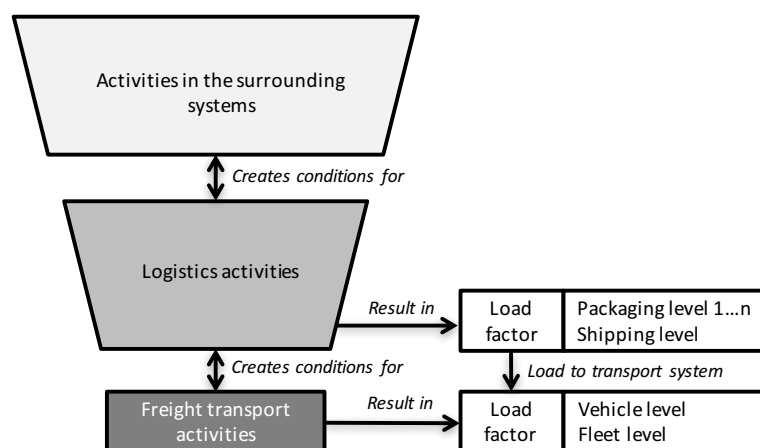 Activities in the surrounding
systems
Creates conditions for
Logistics activities
Result in
Load
factor
Packaging level 1...n
Shipping level
Creates conditions for
Load to transport system
Freight transport
activities
Result in
Load
factor
Vehicle level
Fleet level